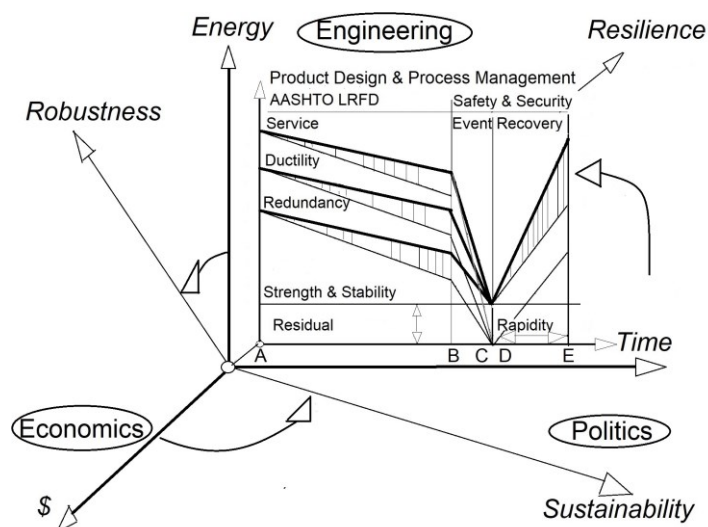 Energy
Engineering
Resilience
Product Design & Process Management
AASHTO LRFD
Safety & Security
Robustness
Service
Event
Recovery
Ductility
Redundancy
Strength & Stability
Residual
Rapidity
Time
A
B
C
D
E
Economics
Politics
$
Sustainability